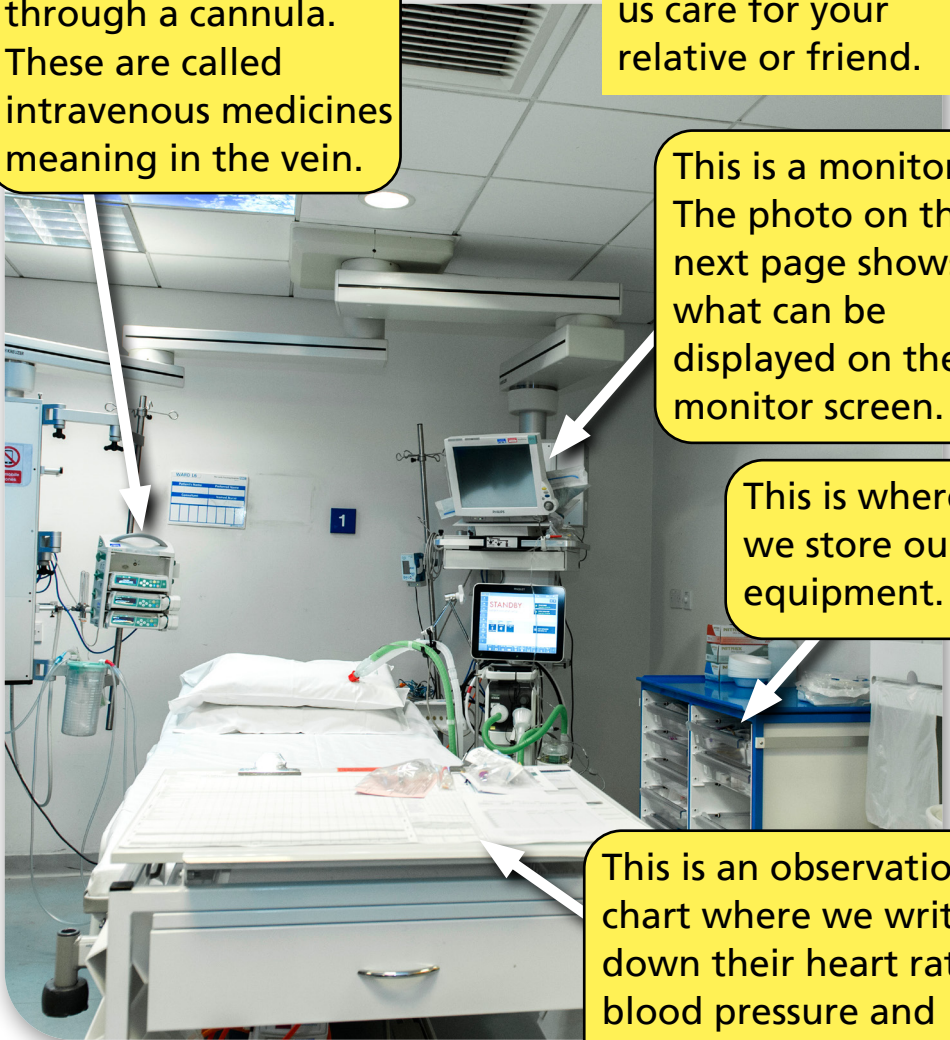 through a cannula.
These are called
intravenous medicines
meaning in the vein.
us care for your
relative or friend.
This is a monitor
The photo on th
next page show
what can be
displayed on the
monitor screen.
This is where
we store ou
equipment.
This is an observatio
chart where we writ
down their heart rat
blood pressure and
WARD 1A
1
PHILIPS
STANDBY